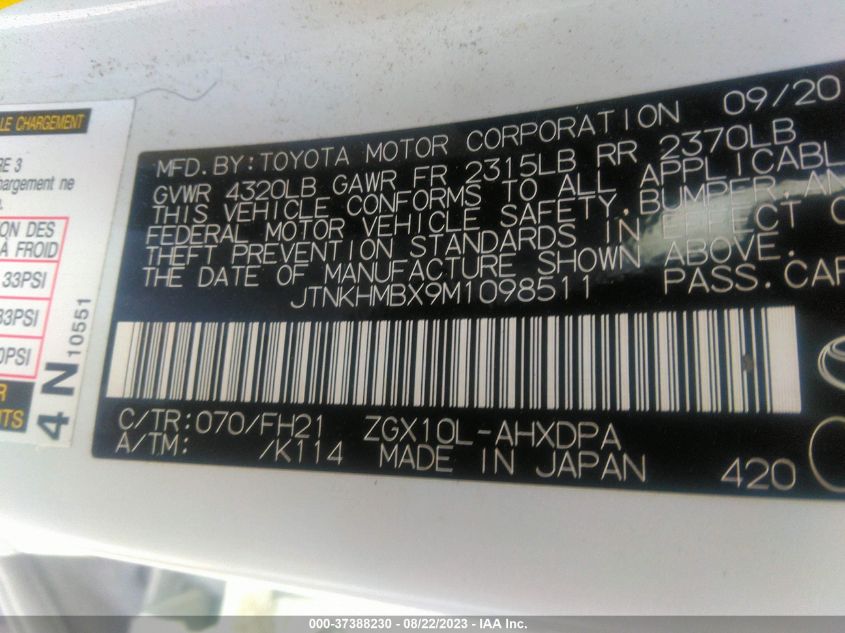 LE CHARGEMENT
RE 3
hargement ne
ON DES
À FROID
33PSI
33PSI
0PSI
4N 10551
09/20
MFD. BY: TOYOTA MOTOR CORPORATION
GVWR 4320LB GAWR FR 2315LB RR 2370LB
THIS VEHICLE CONFORMS TO ALL APPLICABL
FEDERAL MOTOR VEHICLE SAFETY, BUMPER, AN
THEFT PREVENTION STANDARDS IN EFFECT O
THE DATE OF MANUFACTURE SHOWN ABOVE.
JTNKHMBX9M1098511 PASS. CAR
C/TR: 070/FH21 ZGX10L-AHXDPA
A/TM: /K114 MADE IN JAPAN 420
000-37388230 - 08/22/2023 - IAA Inc.